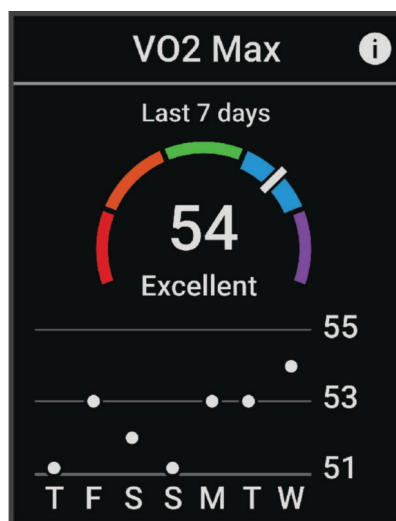 VO2 Max i
Last 7 days
54
Excellent
55
53
51
T F S S M T W